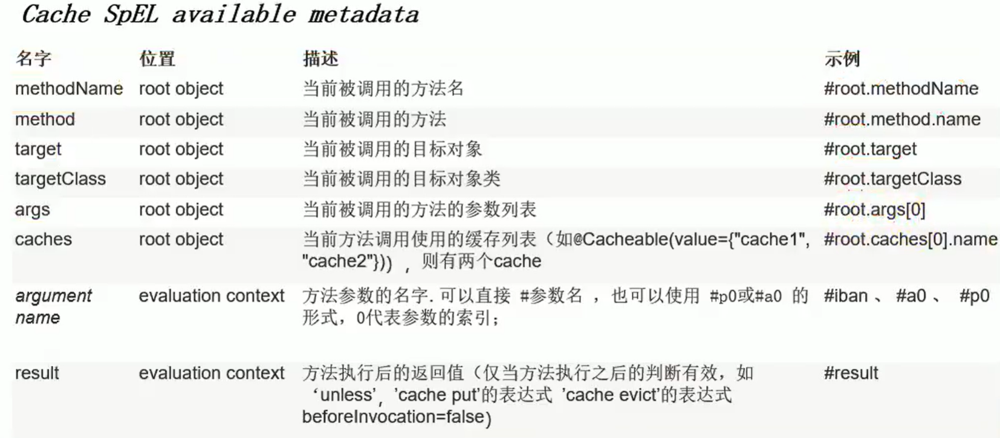 Cache SpEL available metadata
名字 位置 描述 示例
methodName root object 当前被调用的方法名 #root.methodName
method root object 当前被调用的方法 #root.method.name
target root object 当前被调用的目标对象 #root.target
targetClass root object 当前被调用的目标对象类 #root.targetClass
args root object 当前被调用的方法的参数列表 #root.args[0]
caches root object 当前方法调用使用的缓存列表（如@Cacheable(value={"cache1", #root.caches[0].name
"cache2"})），则有两个cache
argument evaluation context 方法参数的名字. 可以直接 #参数名 ，也可以使用 #p0或#a0 的 #iban 、 #a0 、 #p0
name 形式，0代表参数的索引；
result evaluation context 方法执行后的返回值（仅当方法执行之后的判断有效，如 #result
‘unless’，’cache put’的表达式 ’cache evict’的表达式
beforeInvocation=false）